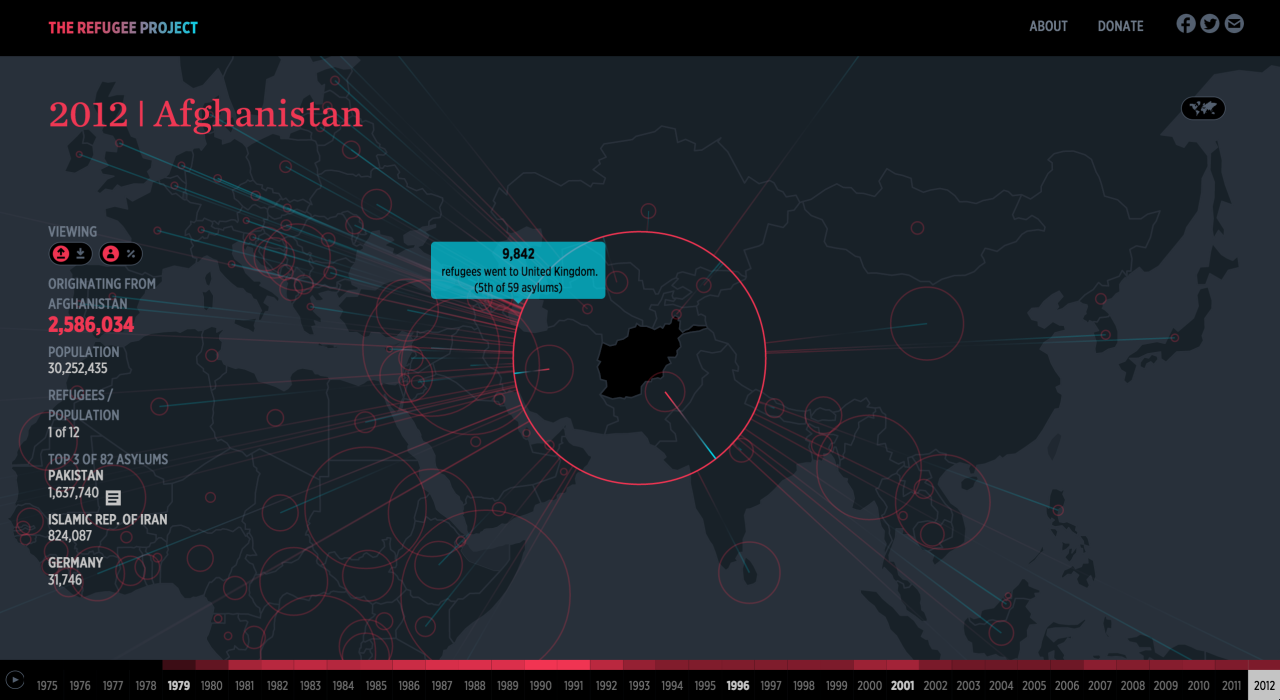 THE REFUGEE PROJECT
ABOUT DONATE
2012 | Afghanistan
VIEWING
%
ORIGINATING FROM
AFGHANISTAN
2,586,034
POPULATION
30,252,435
REFUGEES /
POPULATION
1 of 12
TOP 3 OF 82 ASYLUMS
PAKISTAN
1,637,740
ISLAMIC REP. OF IRAN
824,087
GERMANY
31,746
9,842
refugees went to United Kingdom.
(5th of 59 asylums)
1975 1976 1977 1978 1979 1980 1981 1982 1983 1984 1985 1986 1987 1988 1989 1990 1991 1992 1993 1994 1995 1996 1997 1998 1999 2000 2001 2002 2003 2004 2005 2006 2007 2008 2009 2010 2011 2012